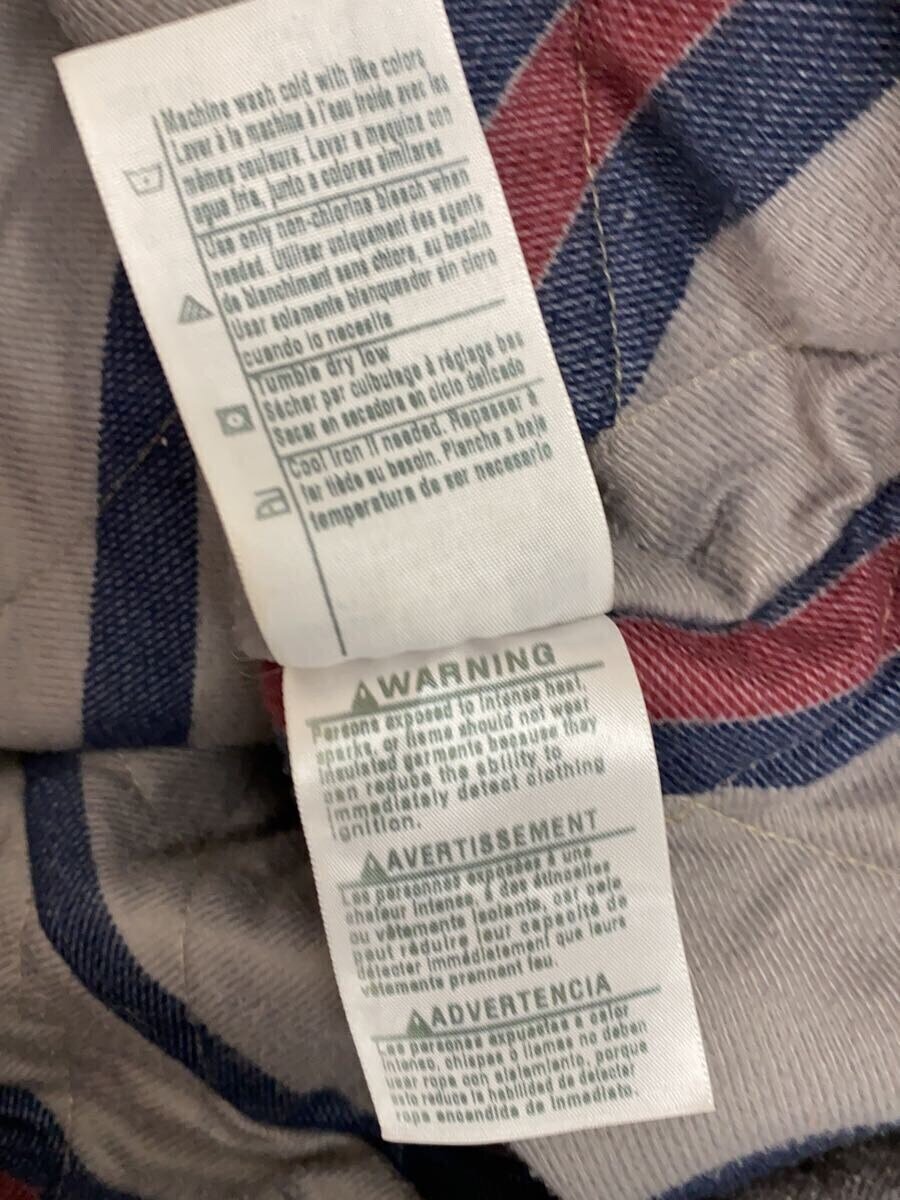 Machine wash cold with like colors
Laver à la machine à l'eau froide avec les
mêmes couleurs. Lavar a maquina con
agua fria, junto a colores similares
Use only non-chlorine bleach when
needed. Utiliser uniquement des agents
de blanchiment sans chlore, au besoin
Usar solamente blanqueador sin cloro
cuando lo necesite
Tumble dry low
Sécher par culbutage à réglage bas
Secar en secadora en ciclo delicado
Cool iron if needed. Repasser à
fer tiède au besoin. Plancha a baja
temperatura de ser necesario
WARNING
Persons exposed to intense heat,
sparks, or flames should not wear
insulated garments because they
can reduce the ability to
immediately detect clothing
ignition.
AVERTISSEMENT
Les personnes exposées à une
chaleur intense, à des étincelles
ou vêtements isolants, car cela
peut réduire leur capacité de
détecter immédiatement que leurs
vêtements prennent feu.
ADVERTENCIA
Las personas expuestas a calor
intenso, chispas o llamas no deben
usar ropa con aislamiento, porque
esto reduce la habilidad de detectar
ropa encendida de inmediato.